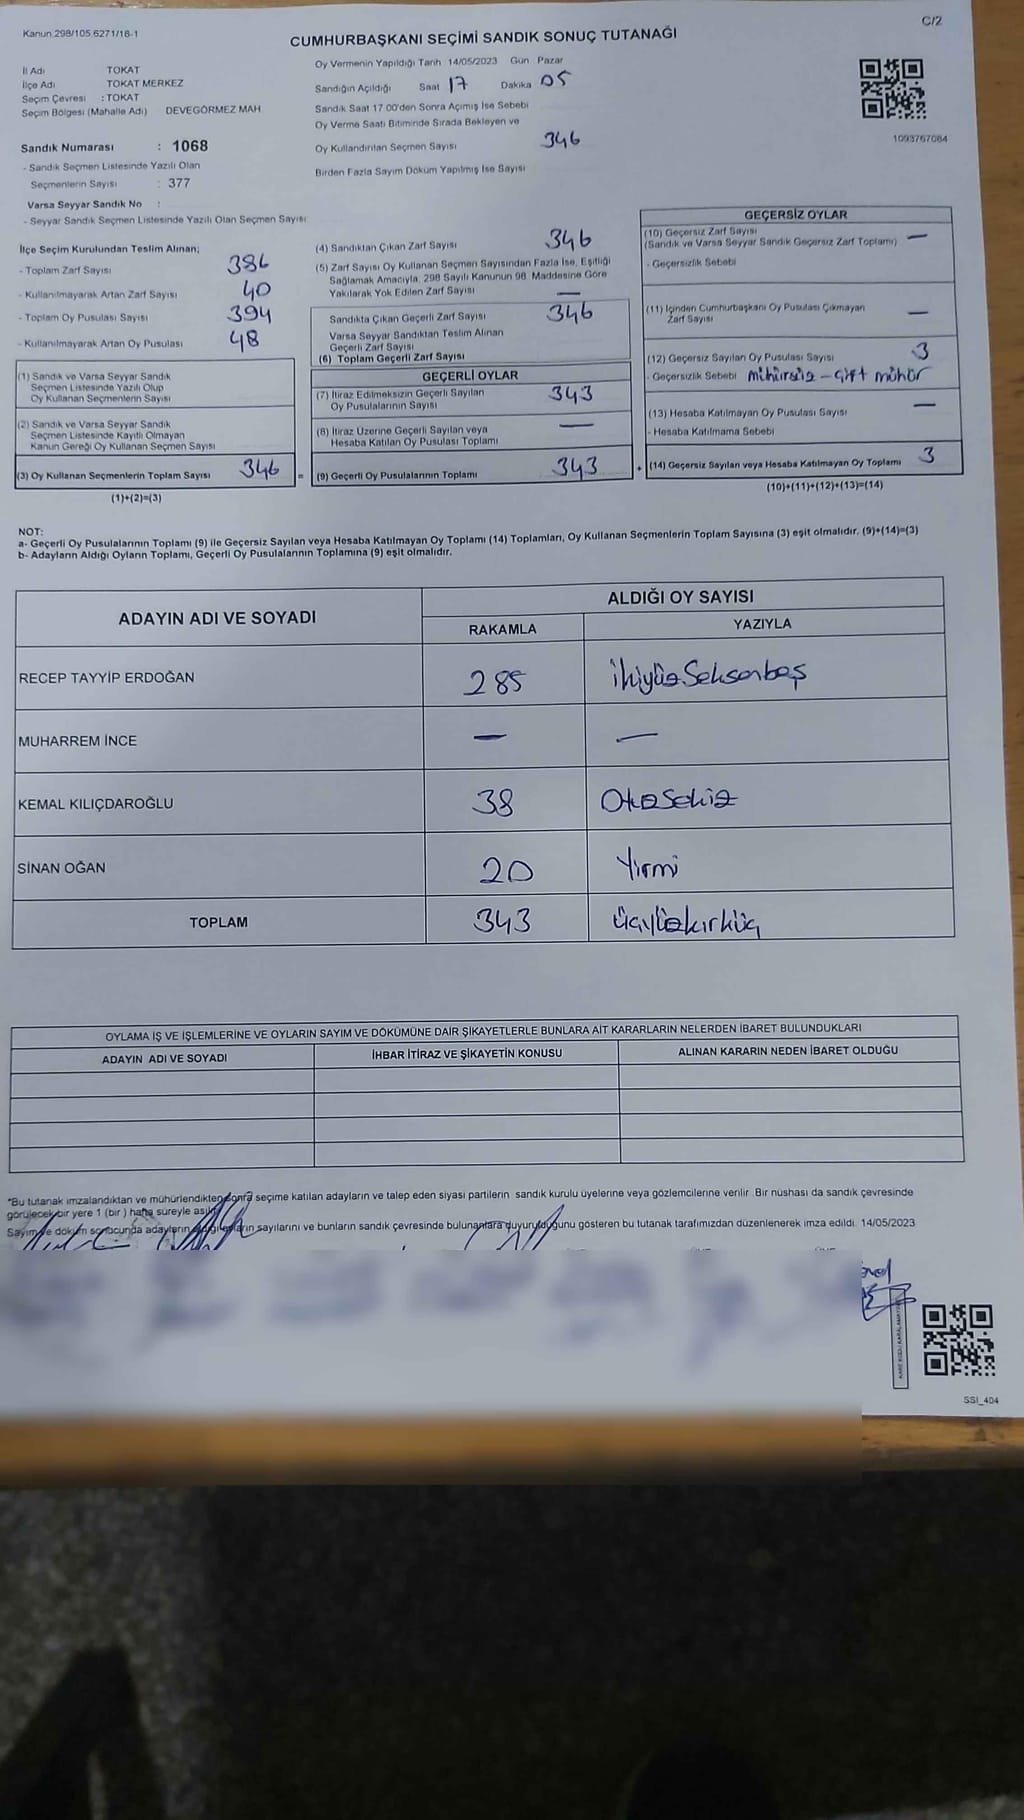 Kanun.298/105,6271/18-1
C/2
CUMHURBAŞKANI SEÇİMİ SANDIK SONUÇ TUTANAĞI
İl Adı TOKAT
İlçe Adı TOKAT MERKEZ
Seçim Çevresi : TOKAT
Seçim Bölgesi (Mahalle Adı) DEVEGÖRMEZ MAH.
Sandık Numarası : 1068
- Sandık Seçmen Listesinde Yazılı Olan
Seçmenlerin Sayısı : 377
Varsa Seyyar Sandık No :
- Seyyar Sandık Seçmen Listesinde Yazılı Olan Seçmen Sayısı
Oy Vermenin Yapıldığı Tarih 14/05/2023 Gün Pazar
Sandığın Açıldığı Saat 17 Dakika 05
Sandık Saat 17.00'den Sonra Açımış İse Sebebi
Oy Verme Saati Bitiminde Sırada Bekleyen ve
Oy Kullandırılan Seçmen Sayısı 346
Birden Fazla Sayım Döküm Yapılmış İse Sayısı
1093767084
İlçe Seçim Kurulundan Teslim Alınan;
- Toplam Zarf Sayısı 386
- Kullanılmayarak Artan Zarf Sayısı 40
- Toplam Oy Pusulası Sayısı 394
- Kullanılmayarak Artan Oy Pusulası 48
(1) Sandık ve Varsa Seyyar Sandık
Seçmen Listesinde Yazılı Olup
Oy Kullanan Seçmenlerin Sayısı
(2) Sandık ve Varsa Seyyar Sandık
Seçmen Listesinde Kayıtlı Olmayan
Kanun Gereği Oy Kullanan Seçmen Sayısı
(3) Oy Kullanan Seçmenlerin Toplam Sayısı 346 =
(1)+(2)=(3)
(4) Sandıktan Çıkan Zarf Sayısı 346
(5) Zarf Sayısı Oy Kullanan Seçmen Sayısından Fazla İse, Eşitliği
Sağlamak Amacıyla, 298 Sayılı Kanunun 98. Maddesine Göre
Yakılarak Yok Edilen Zarf Sayısı —
Sandıkta Çıkan Geçerli Zarf Sayısı 346
Varsa Seyyar Sandıktan Teslim Alınan
Geçerli Zarf Sayısı
(6) Toplam Geçerli Zarf Sayısı
GEÇERLİ OYLAR
(7) İtiraz Edilmeksizin Geçerli Sayılan
Oy Pusulalarının Sayısı 343
(8) İtiraz Üzerine Geçerli Sayılan veya
Hesaba Katılan Oy Pusulası Toplamı —
(9) Geçerli Oy Pusulalarının Toplamı 343 +
GEÇERSİZ OYLAR
(10) Geçersiz Zarf Sayısı
(Sandık ve Varsa Seyyar Sandık Geçersiz Zarf Toplamı) —
- Geçersizlik Sebebi
(11) İçinden Cumhurbaşkanı Oy Pusulası Çıkmayan
Zarf Sayısı —
(12) Geçersiz Sayılan Oy Pusulası Sayısı 3
- Geçersizlik Sebebi mühürsüz - çift mühür
(13) Hesaba Katılmayan Oy Pusulası Sayısı —
- Hesaba Katılmama Sebebi
(14) Geçersiz Sayılan veya Hesaba Katılmayan Oy Toplamı 3
(10)+(11)+(12)+(13)=(14)
NOT:
a- Geçerli Oy Pusulalarının Toplamı (9) ile Geçersiz Sayılan veya Hesaba Katılmayan Oy Toplamı (14) Toplamları, Oy Kullanan Seçmenlerin Toplam Sayısına (3) eşit olmalıdır. (9)+(14)=(3)
b- Adayların Aldığı Oyların Toplamı, Geçerli Oy Pusulalarının Toplamına (9) eşit olmalıdır.
ADAYIN ADI VE SOYADI ALDIĞI OY SAYISI
RAKAMLA YAZIYLA
RECEP TAYYİP ERDOĞAN 285 ikiyüzSeksenbeş
MUHARREM İNCE — —
KEMAL KILIÇDAROĞLU 38 OtuzSekiz
SİNAN OĞAN 20 Yirmi
TOPLAM 343 üçyüzkırküç
OYLAMA İŞ VE İŞLEMLERİNE VE OYLARIN SAYIM VE DÖKÜMÜNE DAİR ŞİKAYETLERLE BUNLARA AİT KARARLARIN NELERDEN İBARET BULUNDUKLARI
ADAYIN ADI VE SOYADI İHBAR İTİRAZ VE ŞİKAYETİN KONUSU ALINAN KARARIN NEDEN İBARET OLDUĞU
*Bu tutanak imzalandıktan ve mühürlendikten sonra seçime katılan adayların ve talep eden siyasi partilerin sandık kurulu üyelerine veya gözlemcilerine verilir. Bir nüshası da sandık çevresinde
görülecek bir yere 1 (bir) hafta süreyle asılır.
Sayım ve döküm sonucunda adayların aldığı oyların sayılarını ve bunların sandık çevresinde bulunanlara duyurulduğunu gösteren bu tutanak tarafımızdan düzenlenerek imza edildi. 14/05/2023
SSI_404